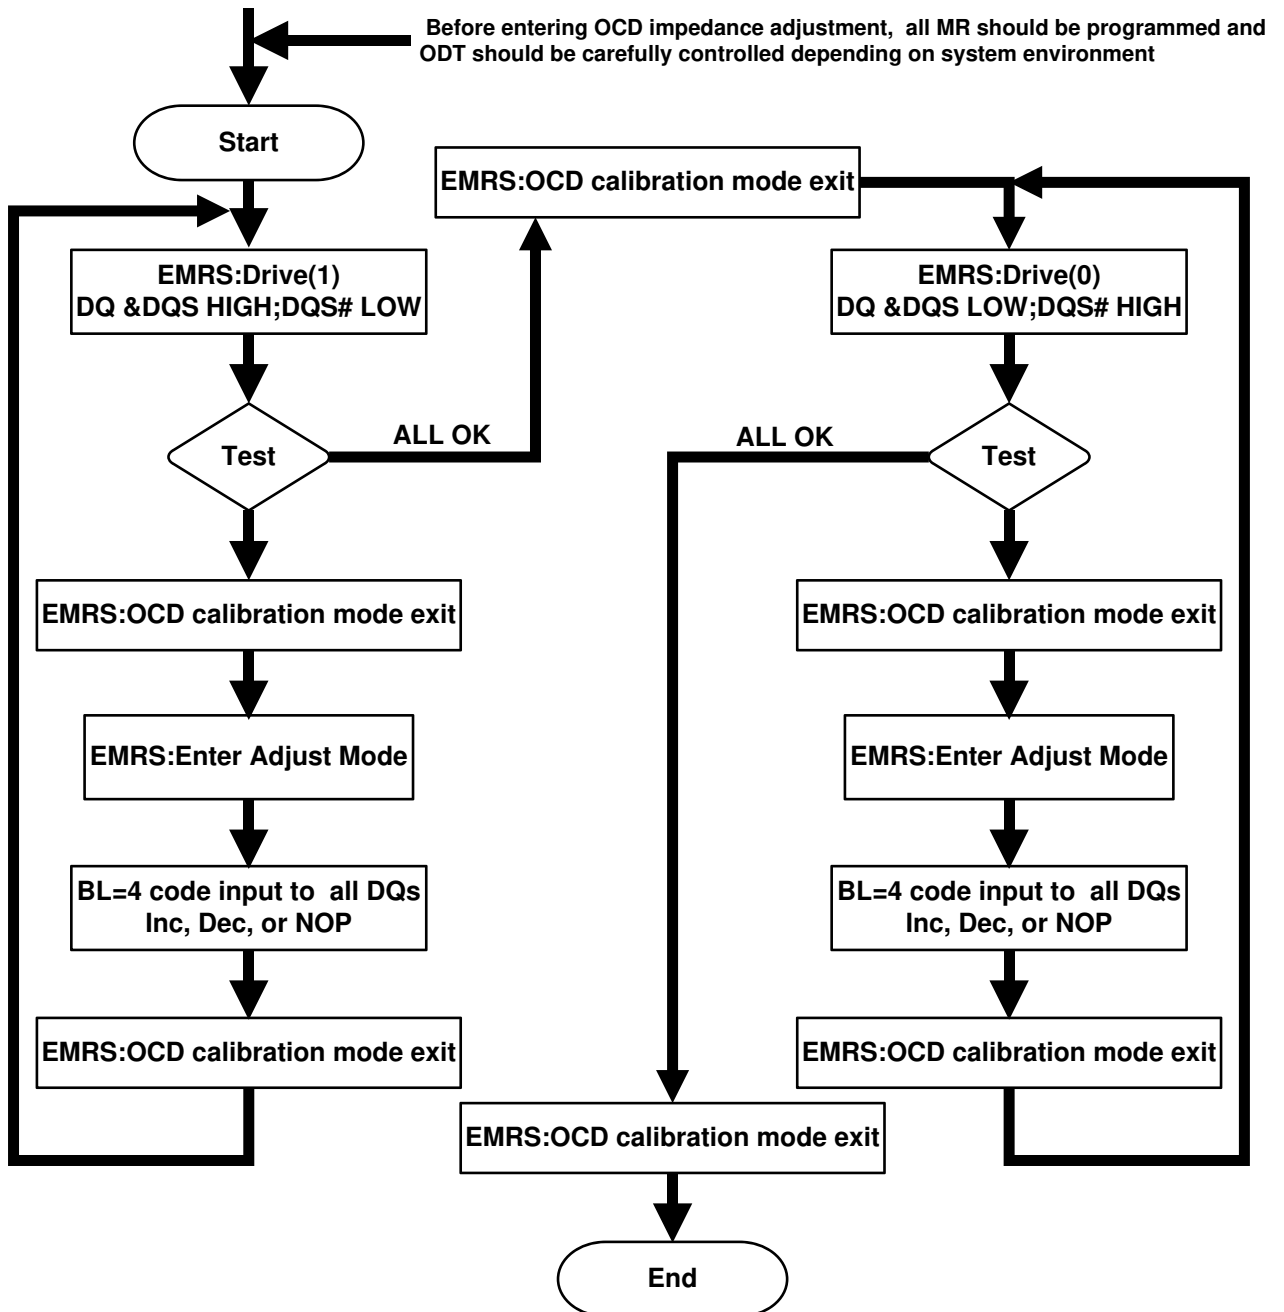 Before entering OCD impedance adjustment, all MR should be programmed and
ODT should be carefully controlled depending on system environment
Start
EMRS:OCD calibration mode exit
EMRS:Drive(1)
DQ &DQS HIGH;DQS# LOW
EMRS:Drive(0)
DQ &DQS LOW;DQS# HIGH
Test
ALL OK
ALL OK
Test
EMRS:OCD calibration mode exit
EMRS:OCD calibration mode exit
EMRS:Enter Adjust Mode
EMRS:Enter Adjust Mode
BL=4 code input to all DQs
Inc, Dec, or NOP
BL=4 code input to all DQs
Inc, Dec, or NOP
EMRS:OCD calibration mode exit
EMRS:OCD calibration mode exit
EMRS:OCD calibration mode exit
End